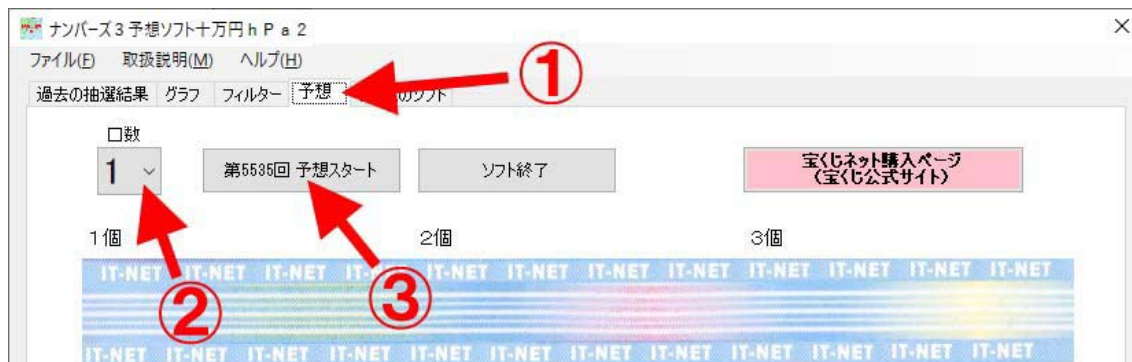 ナンバーズ3予想ソフト十万円hPa2
ファイル(F) 取扱説明(M) ヘルプ(H)
①
過去の抽選結果 グラフ フィルター 予想 のソフト
口数
1 第5535回 予想スタート ソフト終了 宝くじネット購入ページ
(宝くじ公式サイト)
1個 2個 3個
IT-NET IT-NET IT-NET IT-N IT-NET IT-NET IT-NET IT-NET IT-NET IT-NET IT-NET IT-NET
② ③
IT-NET IT-NET IT-NET IT-NET IT-NET IT-NET IT-NET IT-NET IT-NET IT-NET IT-NET IT-NET